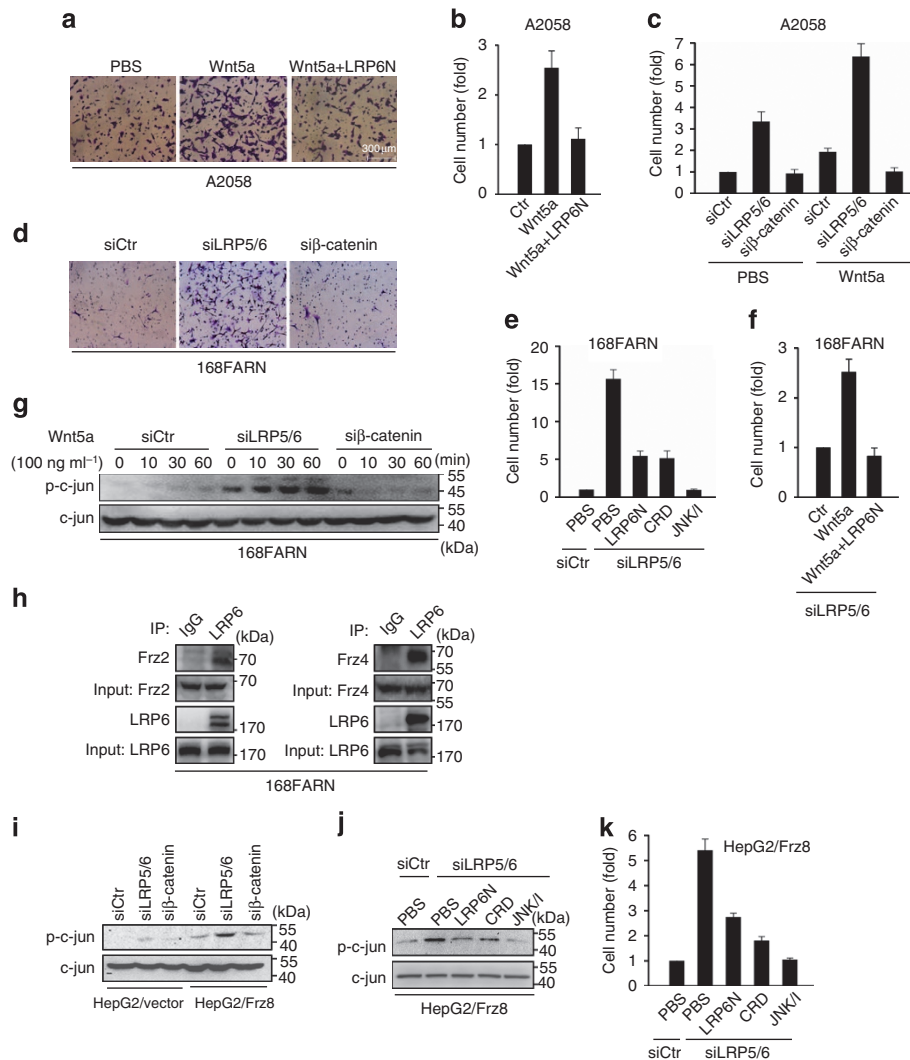 a
PBS Wnt5a Wnt5a+LRP6N
300 um
A2058
b
A2058
Cell number (fold)
3
2
1
0
Ctr
Wnt5a
Wnt5a+LRP6N
c
A2058
Cell number (fold)
7
6
5
4
3
2
1
0
siCtr
siLRP5/6
siβ-catenin
siCtr
siLRP5/6
siβ-catenin
PBS Wnt5a
d
siCtr siLRP5/6 siβ-catenin
168FARN
e
168FARN
Cell number (fold)
20
15
10
5
0
PBS
PBS
LRP6N
CRD
JNK/I
siCtr siLRP5/6
f
168FARN
Cell number (fold)
3
2
1
0
Ctr
Wnt5a
Wnt5a+LRP6N
siLRP5/6
g
Wnt5a siCtr siLRP5/6 siβ-catenin
(100 ng ml⁻¹) 0 10 30 60 0 10 30 60 0 10 30 60 (min)
p-c-jun 55
45
c-jun 55
40
168FARN (kDa)
h
IP: IgG LRP6 (kDa)
Frz2 70
Input: Frz2 70
LRP6 170
Input: LRP6 170
IP: IgG LRP6 (kDa)
Frz4 70
55
Input: Frz4 70
55
LRP6 170
Input: LRP6 170
168FARN
i
siCtr siLRP5/6 siβ-catenin siCtr siLRP5/6 siβ-catenin (kDa)
p-c-jun 55
40
c-jun 55
40
HepG2/vector HepG2/Frz8
j
siCtr siLRP5/6
PBS PBS LRP6N CRD JNK/I (kDa)
p-c-jun 55
40
c-jun 55
40
HepG2/Frz8
k
HepG2/Frz8
Cell number (fold)
6
5
4
3
2
1
0
PBS
PBS
LRP6N
CRD
JNK/I
siCtr siLRP5/6